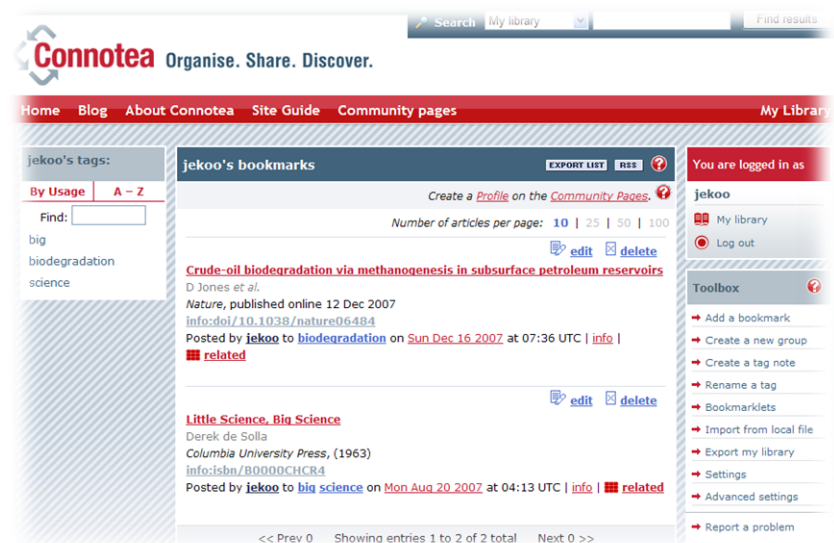 Search My library Find results
Connotea Organise. Share. Discover.
Home Blog About Connotea Site Guide Community pages My Library
jekoo's tags:
By Usage A – Z
Find:
big
biodegradation
science
jekoo's bookmarks EXPORT LIST RSS ?
Create a Profile on the Community Pages. ?
Number of articles per page: 10 | 25 | 50 | 100
edit delete
Crude-oil biodegradation via methanogenesis in subsurface petroleum reservoirs
D Jones et al.
Nature, published online 12 Dec 2007
info:doi/10.1038/nature06484
Posted by jekoo to biodegradation on Sun Dec 16 2007 at 07:36 UTC | info |
related
edit delete
Little Science, Big Science
Derek de Solla
Columbia University Press, (1963)
info:isbn/B0000CHCR4
Posted by jekoo to big science on Mon Aug 20 2007 at 04:13 UTC | info | related
<< Prev 0 Showing entries 1 to 2 of 2 total Next 0 >>
You are logged in as
jekoo
My library
Log out
Toolbox ?
Add a bookmark
Create a new group
Create a tag note
Rename a tag
Bookmarklets
Import from local file
Export my library
Settings
Advanced settings
Report a problem